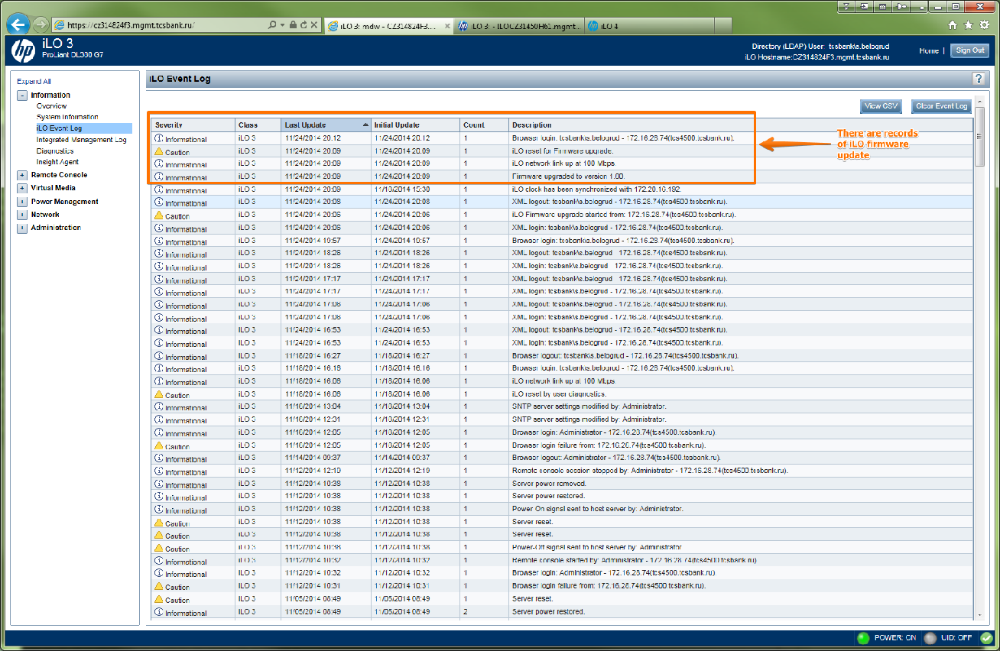 https://cz314824f3.mgmt.tcsbank.ru/
iLO 3: mdw - CZ314824F3....
iLO 3: - ILOCZ31450H61.mgmt...
iLO 4
hp
iLO 3
ProLiant DL380 G7
Directory (LDAP) User: tcsbank\s.belogrud
iLO Hostname:CZ314824F3.mgmt.tcsbank.ru
Home |
Sign Out
Expand All
Information
Overview
System Information
iLO Event Log
Integrated Management Log
Diagnostics
Insight Agent
Remote Console
Virtual Media
Power Management
Network
Administration
iLO Event Log
?
View CSV
Clear Event Log
Severity Class Last Update Initial Update Count Description
Informational iLO 3 11/24/2014 20:12 11/24/2014 20:12 1 Browser login: tcsbank\s.belogrud - 172.16.28.74(tcs4500.tcsbank.ru).
Caution iLO 3 11/24/2014 20:09 11/24/2014 20:09 1 iLO reset for Firmware upgrade.
Informational iLO 3 11/24/2014 20:09 11/24/2014 20:09 1 iLO network link up at 100 Mbps.
Informational iLO 3 11/24/2014 20:09 11/24/2014 20:09 1 Firmware upgraded to version
Informational iLO 3 11/24/2014 20:09 11/18/2014 15:30 1 iLO clock has been synchronized with 172.20.16.192.
Informational iLO 3 11/24/2014 20:08 11/24/2014 20:08 1 XML logout: tcsbank\s.belogrud - 172.16.28.74(tcs4500.tcsbank.ru).
Caution iLO 3 11/24/2014 20:06 11/24/2014 20:06 1 iLO Firmware upgrade started from: 172.16.28.74(tcs4500.tcsbank.ru).
Informational iLO 3 11/24/2014 20:06 11/24/2014 20:06 1 XML login: tcsbank\s.belogrud - 172.16.28.74(tcs4500.tcsbank.ru).
Informational iLO 3 11/24/2014 19:57 11/24/2014 19:57 1 Browser login: tcsbank\s.belogrud - 172.16.28.74(tcs4500.tcsbank.ru).
Informational iLO 3 11/24/2014 18:26 11/24/2014 18:26 1 XML logout: tcsbank\s.belogrud - 172.16.28.74(tcs4500.tcsbank.ru).
Informational iLO 3 11/24/2014 18:26 11/24/2014 18:26 1 XML login: tcsbank\s.belogrud - 172.16.28.74(tcs4500.tcsbank.ru).
Informational iLO 3 11/24/2014 17:17 11/24/2014 17:17 1 XML logout: tcsbank\s.belogrud - 172.16.28.74(tcs4500.tcsbank.ru).
Informational iLO 3 11/24/2014 17:17 11/24/2014 17:17 1 XML login: tcsbank\s.belogrud - 172.16.28.74(tcs4500.tcsbank.ru).
Informational iLO 3 11/24/2014 17:06 11/24/2014 17:06 1 XML logout: tcsbank\s.belogrud - 172.16.28.74(tcs4500.tcsbank.ru).
Informational iLO 3 11/24/2014 17:06 11/24/2014 17:06 1 XML login: tcsbank\s.belogrud - 172.16.28.74(tcs4500.tcsbank.ru).
Informational iLO 3 11/24/2014 16:53 11/24/2014 16:53 1 XML logout: tcsbank\s.belogrud - 172.16.28.74(tcs4500.tcsbank.ru).
Informational iLO 3 11/24/2014 16:53 11/24/2014 16:53 1 XML login: tcsbank\s.belogrud - 172.16.28.74(tcs4500.tcsbank.ru).
Informational iLO 3 11/18/2014 16:27 11/18/2014 16:27 1 Browser logout: tcsbank\s.belogrud - 172.16.28.74(tcs4500.tcsbank.ru).
Informational iLO 3 11/18/2014 16:16 11/18/2014 16:16 1 Browser login: tcsbank\s.belogrud - 172.16.28.74(tcs4500.tcsbank.ru).
Informational iLO 3 11/18/2014 16:06 11/18/2014 16:06 1 iLO network link up at 100 Mbps.
Caution iLO 3 11/18/2014 16:06 11/18/2014 16:06 1 iLO reset by user diagnostics.
Informational iLO 3 11/18/2014 13:04 11/18/2014 13:04 1 SNTP server settings modified by: Administrator.
Informational iLO 3 11/18/2014 12:31 11/18/2014 12:31 1 SNTP server settings modified by: Administrator.
Informational iLO 3 11/18/2014 12:05 11/18/2014 12:05 1 Browser login: Administrator - 172.16.28.74(tcs4500.tcsbank.ru).
Caution iLO 3 11/18/2014 12:05 11/18/2014 12:05 1 Browser login failure from: 172.16.28.74(tcs4500.tcsbank.ru).
Informational iLO 3 11/14/2014 09:37 11/14/2014 09:37 1 Browser logout: Administrator - 172.16.28.74(tcs4500.tcsbank.ru).
Informational iLO 3 11/12/2014 12:19 11/12/2014 12:19 1 Remote console session stopped by: Administrator - 172.16.28.74(tcs4500.tcsbank.ru).
Informational iLO 3 11/12/2014 10:38 11/12/2014 10:38 1 Server power removed.
Informational iLO 3 11/12/2014 10:38 11/12/2014 10:38 1 Server power restored.
Informational iLO 3 11/12/2014 10:38 11/12/2014 10:38 1 Power-On signal sent to host server by: Administrator.
Caution iLO 3 11/12/2014 10:38 11/12/2014 10:38 1 Server reset.
Caution iLO 3 11/12/2014 10:38 11/12/2014 10:38 1 Server reset.
Caution iLO 3 11/12/2014 10:38 11/12/2014 10:38 1 Power-Off signal sent to host server by: Administrator
Informational iLO 3 11/12/2014 10:32 11/12/2014 10:32 1 Remote console started by: Administrator - 172.16.28.74(tcs4500.tcsbank.ru)
Informational iLO 3 11/12/2014 10:32 11/12/2014 10:32 1 Browser login: Administrator - 172.16.28.74(tcs4500.tcsbank.ru).
Caution iLO 3 11/12/2014 10:31 11/12/2014 10:31 1 Browser login failure from: 172.16.28.74(tcs4500.tcsbank.ru).
Caution iLO 3 11/05/2014 08:49 11/05/2014 08:49 1 Server reset.
Informational iLO 3 11/05/2014 08:49 11/05/2014 08:49 2 Server power restored.
There are records
of iLO firmware
update
POWER: ON
UID: OFF